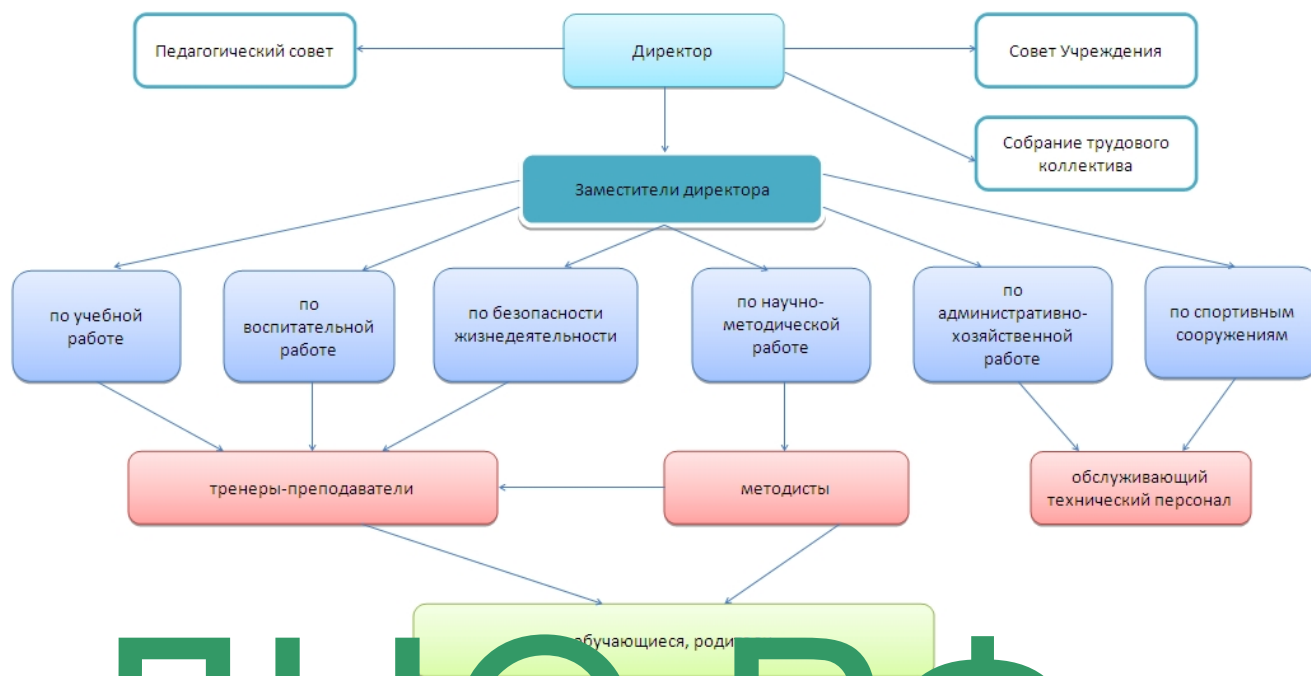 Педагогический совет
Директор
Совет Учреждения
Собрание трудового
коллектива
Заместители директора
по учебной
работе
по
воспитательной
работе
по безопасности
жизнедеятельности
по научно-
методической
работе
по
административно-
хозяйственной
работе
по спортивным
сооружениям
тренеры-преподаватели
методисты
обслуживающий
технический персонал